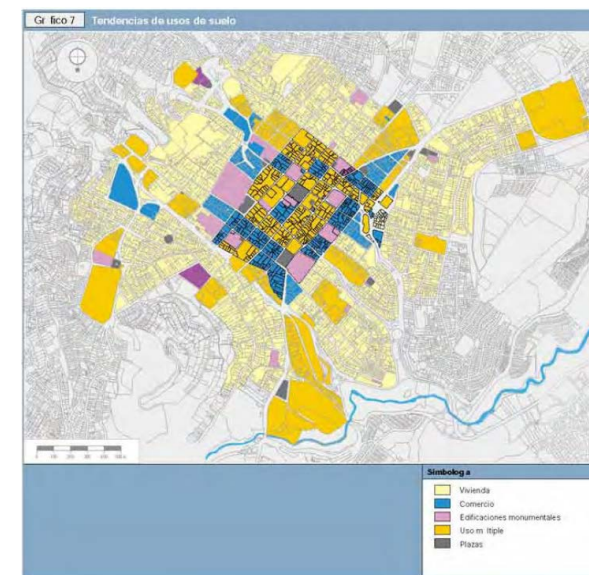 Gr fico 7 Tendencias de usos de suelo
Simbolog a
Vivienda
Comercio
Edificaciones monumentales
Uso m ltiple
Plazas